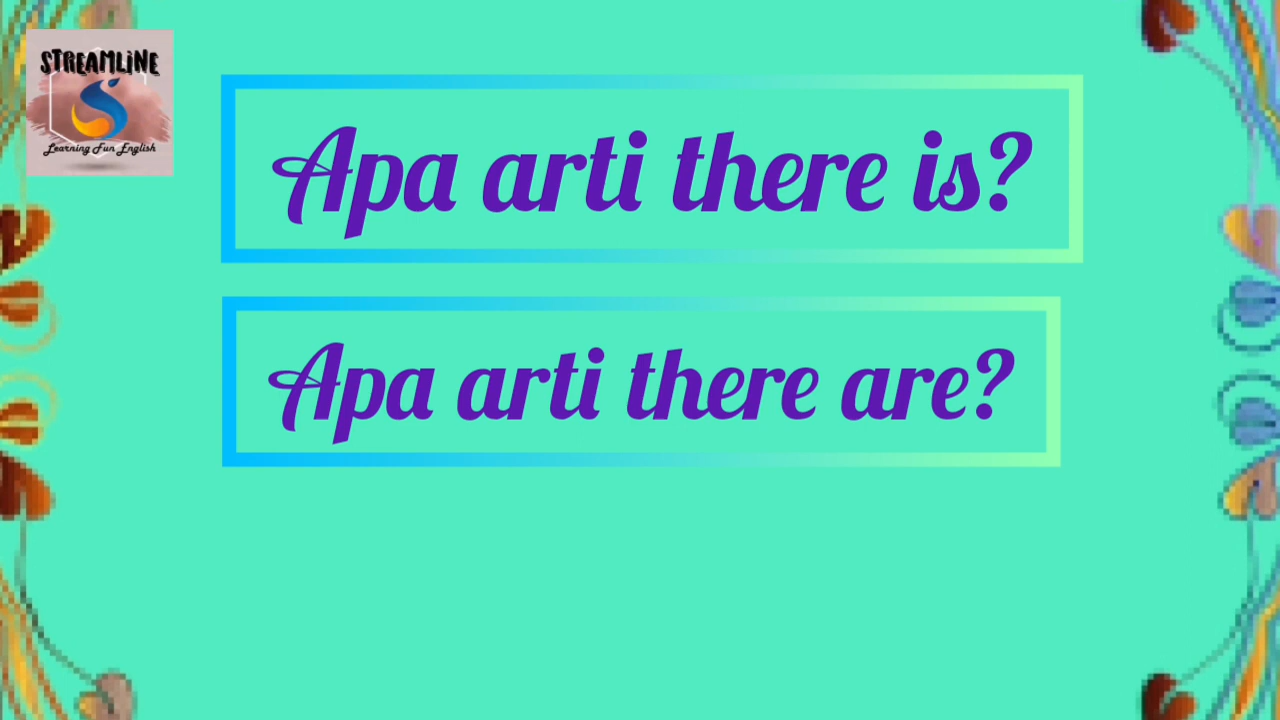 STREAMLINE
Learning Fun English
Apa arti there is?
Apa arti there are?